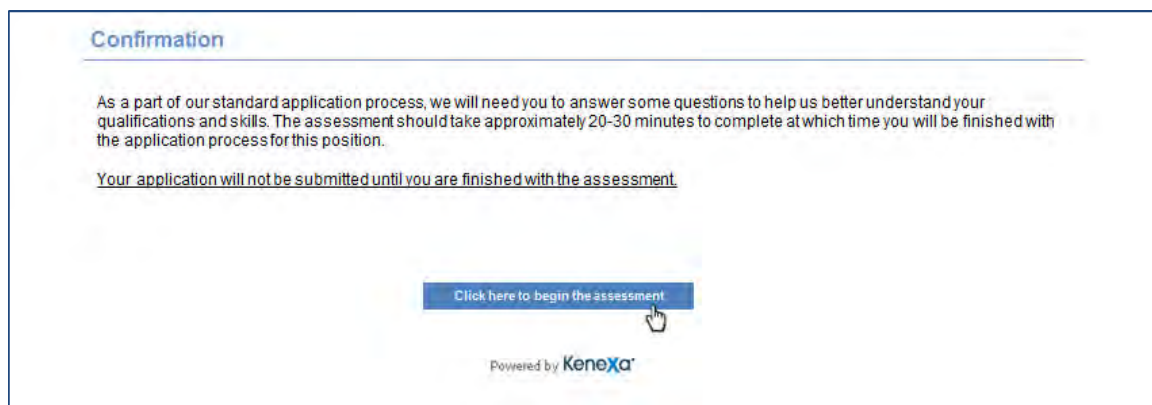 Confirmation
As a part of our standard application process, we will need you to answer some questions to help us better understand your
qualifications and skills. The assessment should take approximately 20-30 minutes to complete at which time you will be finished with
the application process for this position.
Your application will not be submitted until you are finished with the assessment.
Click here to begin the assessment
Powered by Kenexa